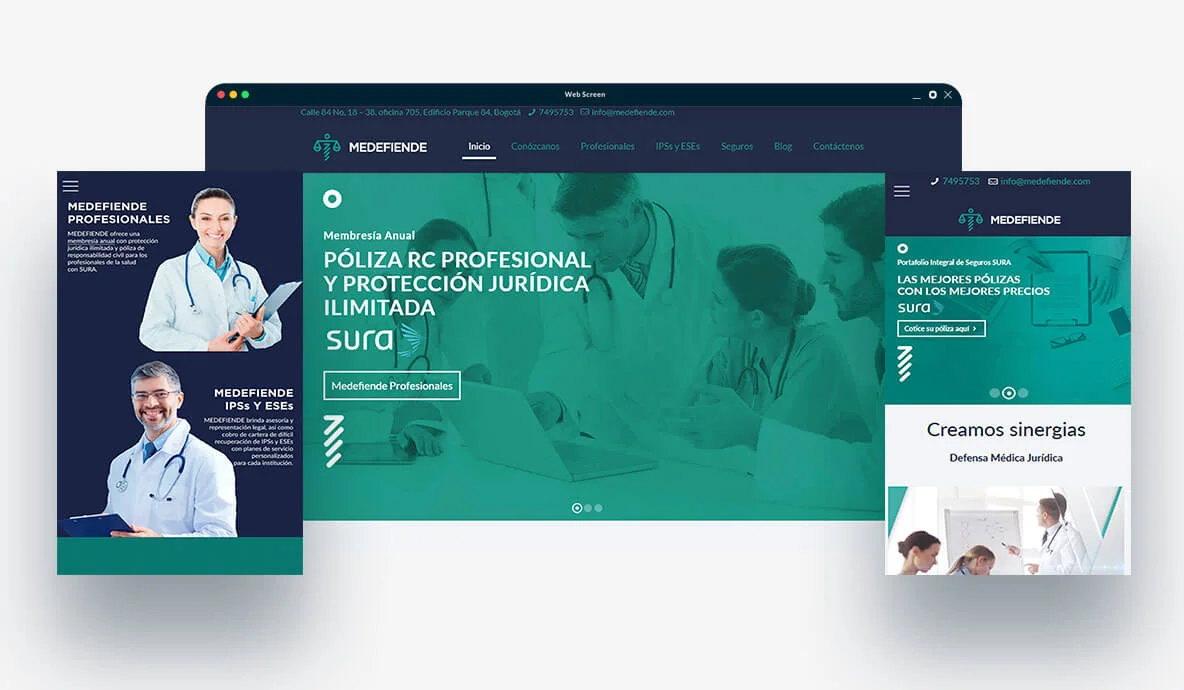 Web Screen
Calle 84 No, 18 – 38, oficina 705, Edificio Parque 84, Bogotá 7495753 info@medefiende.com
MEDEFIENDE Inicio Conózcanos Profesionales IPSs y ESEs Seguros Blog Contáctenos
MEDEFIENDE
PROFESIONALES
MEDEFIENDE ofrece una
membresía anual con protección
jurídica ilimitada y póliza de
responsabilidad civil para los
profesionales de la salud
con SURA.
MEDEFIENDE
IPSs Y ESEs
MEDEFIENDE brinda asesoría y
representación legal, así como
cobro de cartera de difícil
recuperación de IPSs y ESEs
con planes de servicio
personalizados
para cada institución.
Membresía Anual
PÓLIZA RC PROFESIONAL
Y PROTECCIÓN JURÍDICA
ILIMITADA
sura
Medefiende Profesionales
7495753 info@medefiende.com
MEDEFIENDE
Portafolio Integral de Seguros SURA
LAS MEJORES PÓLIZAS
CON LOS MEJORES PRECIOS
sura
Cotice su póliza aquí >
Creamos sinergias
Defensa Médica Jurídica